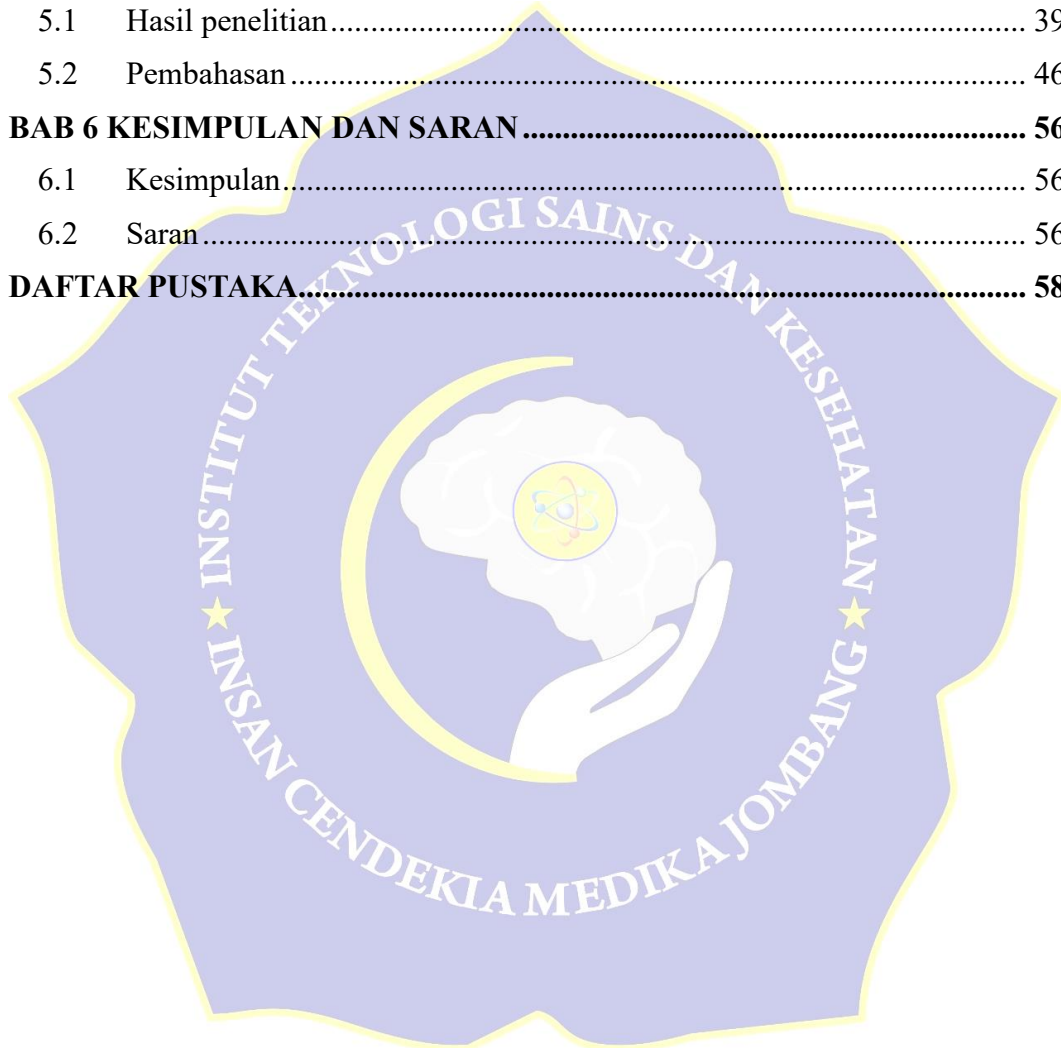 5.1 Hasil penelitian........................................................................................ 39
5.2 Pembahasan............................................................................................. 46
BAB 6 KESIMPULAN DAN SARAN............................................................. 56
6.1 Kesimpulan.............................................................................................. 56
6.2 Saran........................................................................................................ 56
DAFTAR PUSTAKA........................................................................................ 58
INSTITUT TEKNOLOGI SAINS DAN KESEHATAN
★ INSAN CENDEKIA MEDIKA JOMBANG ★